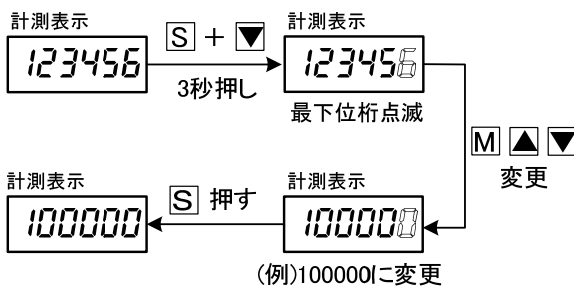 計測表示
123456
S + ▼
3秒押し
計測表示
123456
最下位桁点滅
M ▲ ▼
変更
計測表示
100000
(例)100000に変更
S 押す
計測表示
100000